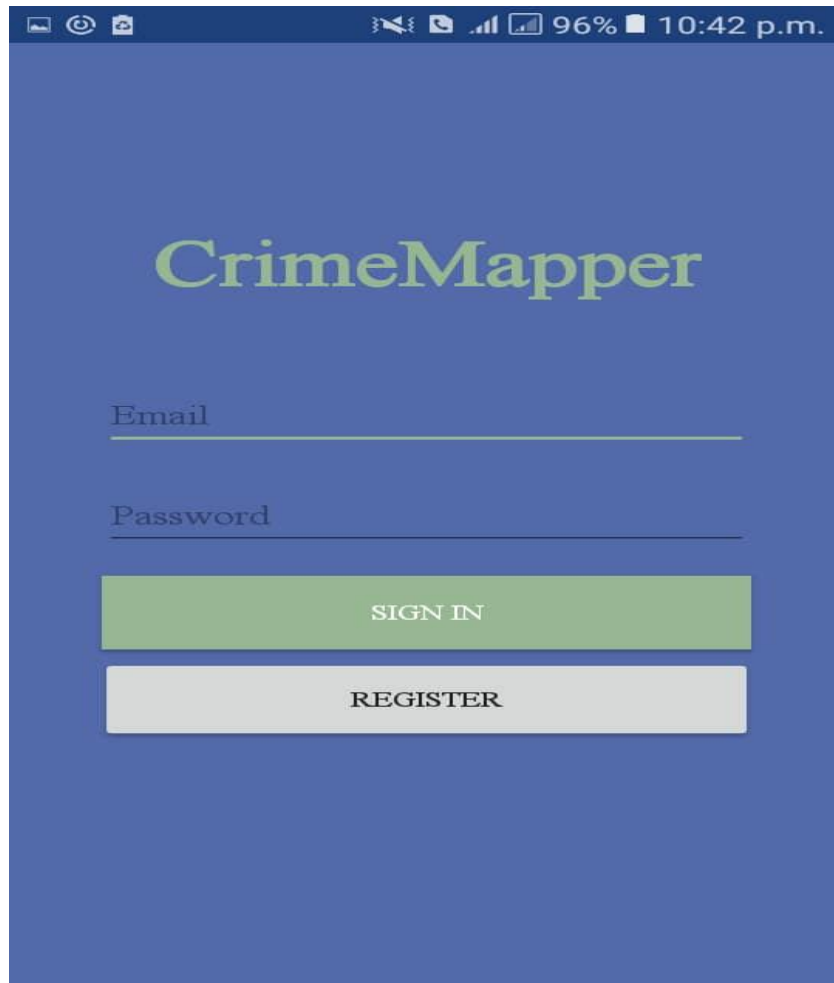 96% 10:42 p.m.
CrimeMapper
Email
Password
SIGN IN
REGISTER